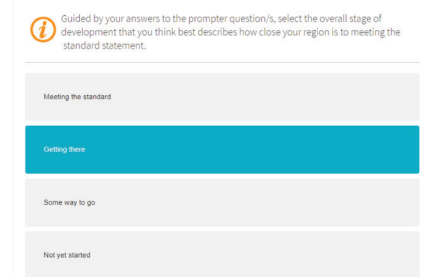 Guided by your answers to the prompter question/s, select the overall stage of
development that you think best describes how close your region is to meeting the
standard statement.
Meeting the standard
Getting there
Some way to go
Not yet started